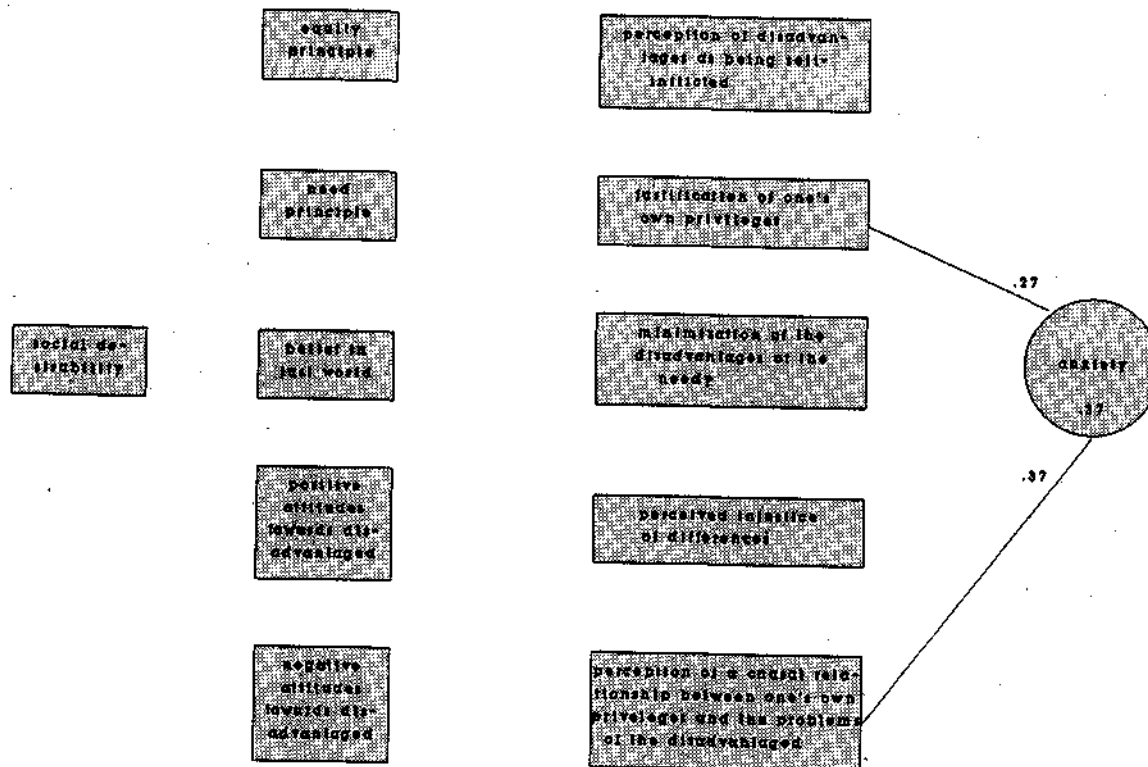 equity
principle
perception of disadvan-
tages as being self-
inflicted
need
principle
justification of one's
own privileges
.27
social de-
sirability
belief in
just world
minimisation of the
disadvantages of the
needy
anxiety
.27
.37
positive
attitudes
towards dis-
advantaged
perceived injustice
of differences
negative
attitudes
towards dis-
advantaged
perception of a causal rela-
tionship between one's own
priveleges and the problems
of the disadvantaged